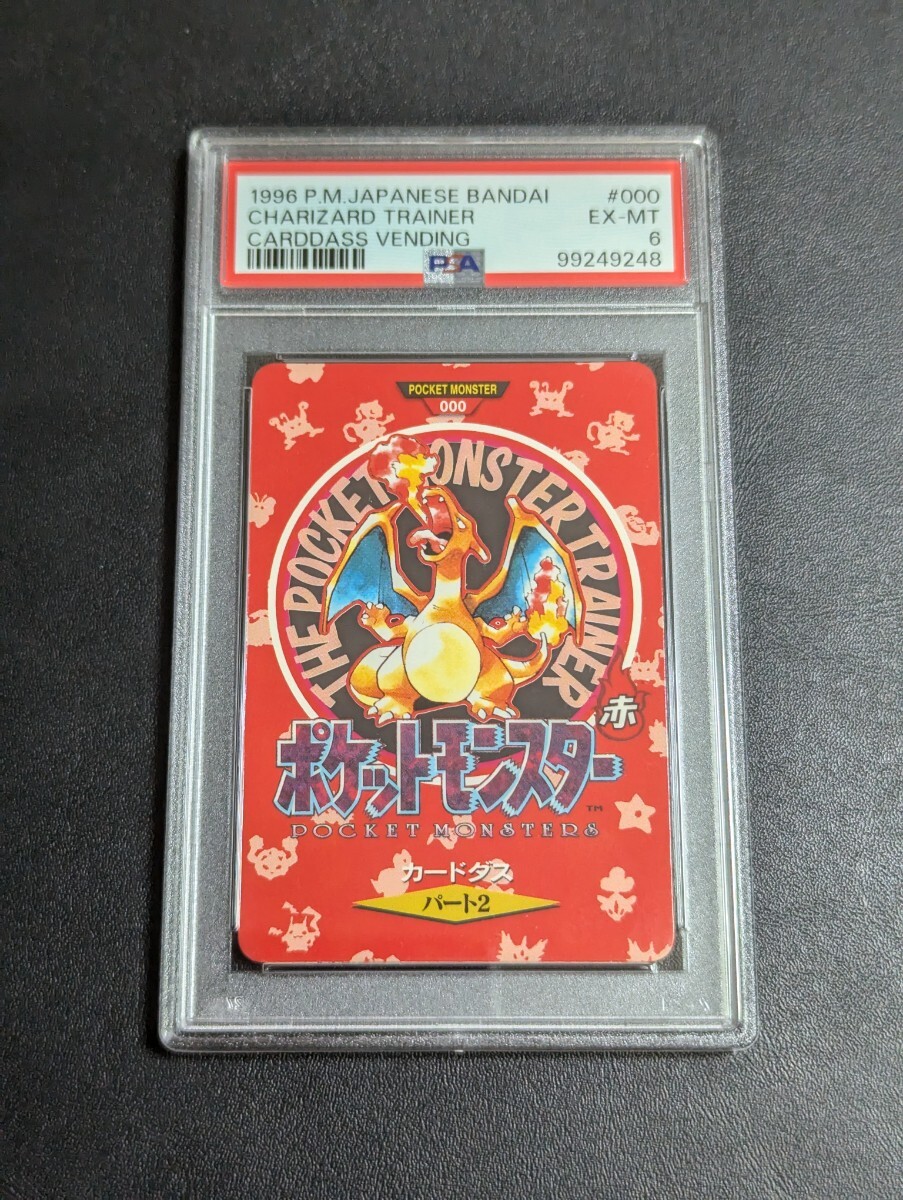 1996 P.M.JAPANESE BANDAI #000
CHARIZARD TRAINER EX-MT
CARDDASS VENDING 6
PSA 99249248
POCKET MONSTER
000
THE POCKET MONSTER TRAINER
赤
ポケットモンスター
TM
POCKET MONSTERS
カードダス
パート2